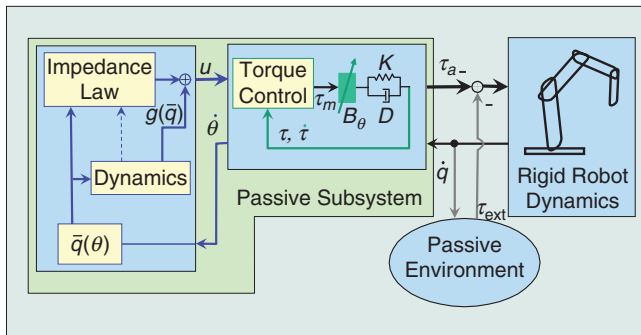 Impedance
Law
u
g(q̄)
Dynamics
q̄(θ)
θ̇
Torque
Control
τm
Bθ
K
D
τ, τ̇
Passive Subsystem
τa
-
-
q̇
τext
Passive
Environment
Rigid Robot
Dynamics